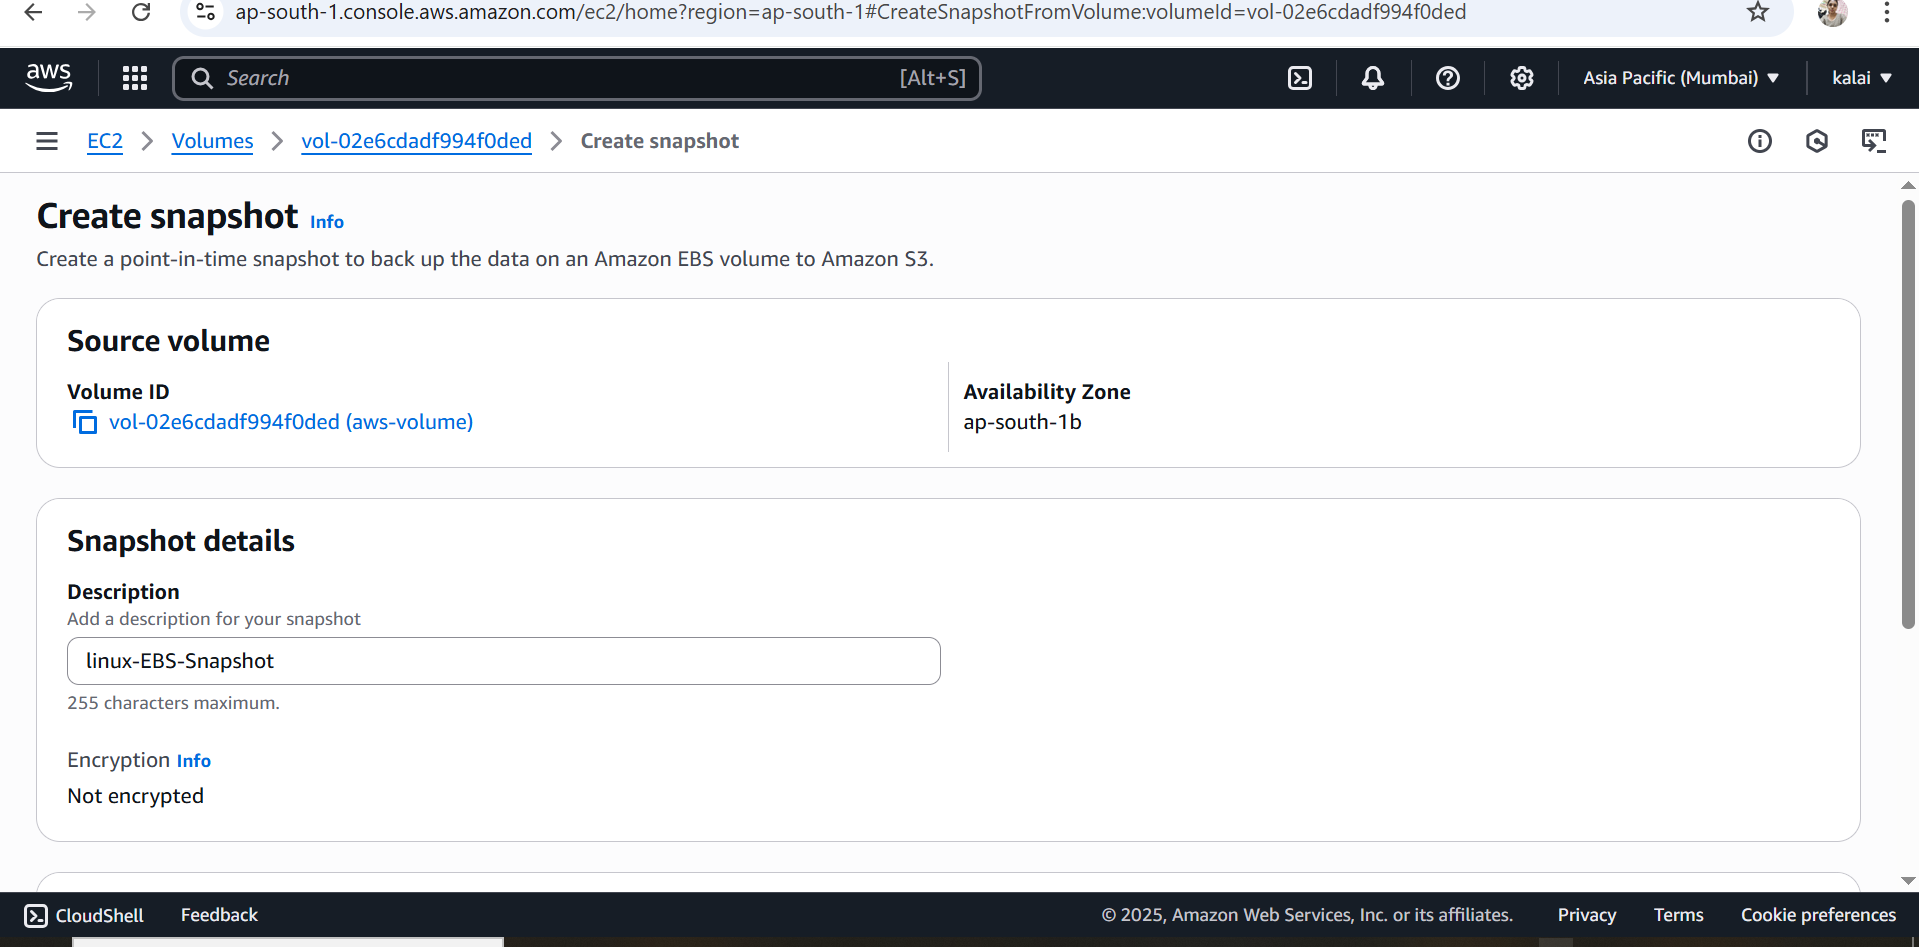 ap-south-1.console.aws.amazon.com/ec2/home?region=ap-south-1#CreateSnapshotFromVolume:volumeId=vol-02e6cdadf994f0ded
aws Search [Alt+S] Asia Pacific (Mumbai) kalai
EC2 Volumes vol-02e6cdadf994f0ded Create snapshot
Create snapshot Info
Create a point-in-time snapshot to back up the data on an Amazon EBS volume to Amazon S3.
Source volume
Volume ID
vol-02e6cdadf994f0ded (aws-volume)
Availability Zone
ap-south-1b
Snapshot details
Description
Add a description for your snapshot
linux-EBS-Snapshot
255 characters maximum.
Encryption Info
Not encrypted
CloudShell Feedback © 2025, Amazon Web Services, Inc. or its affiliates. Privacy Terms Cookie preferences